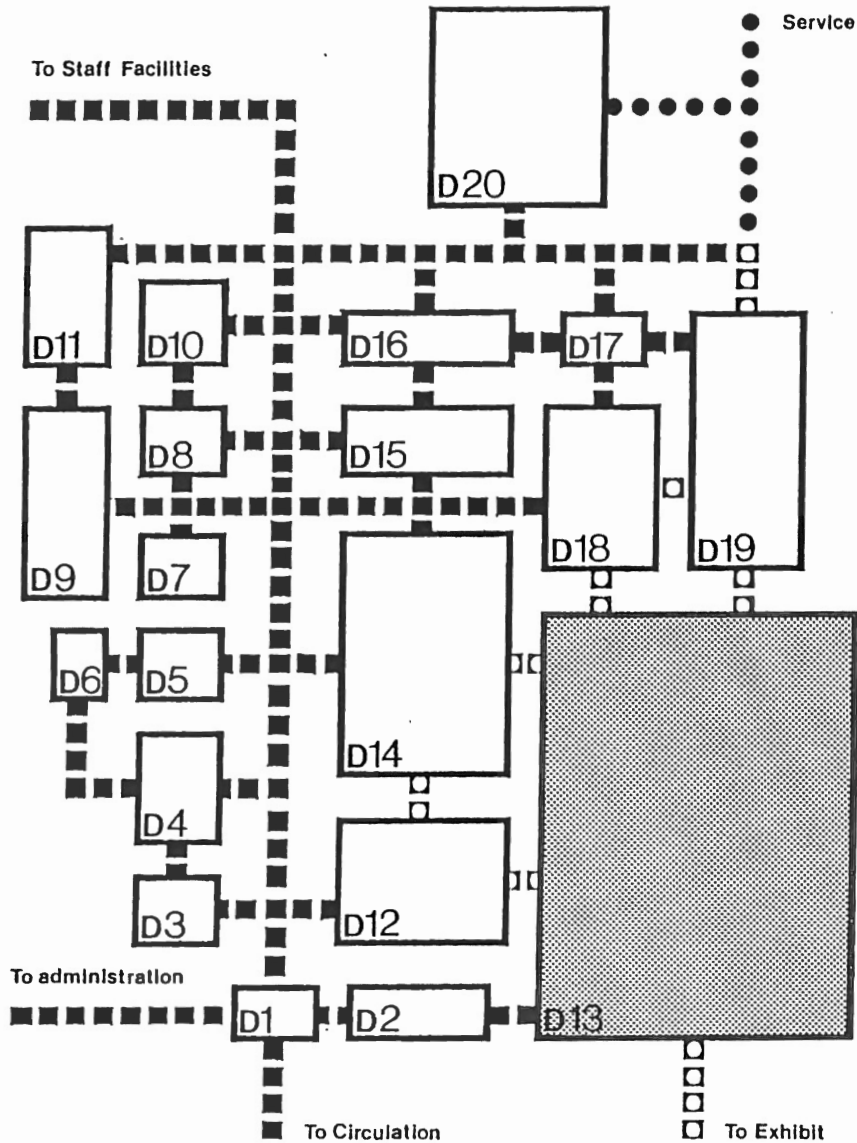 Service
To Staff Facilities
D20
D11
D10
D16
D17
D8
D15
D9
D7
D18
D19
D6
D5
D14
D4
D3
D12
To administration
D1
D2
D13
To Circulation
To Exhibit